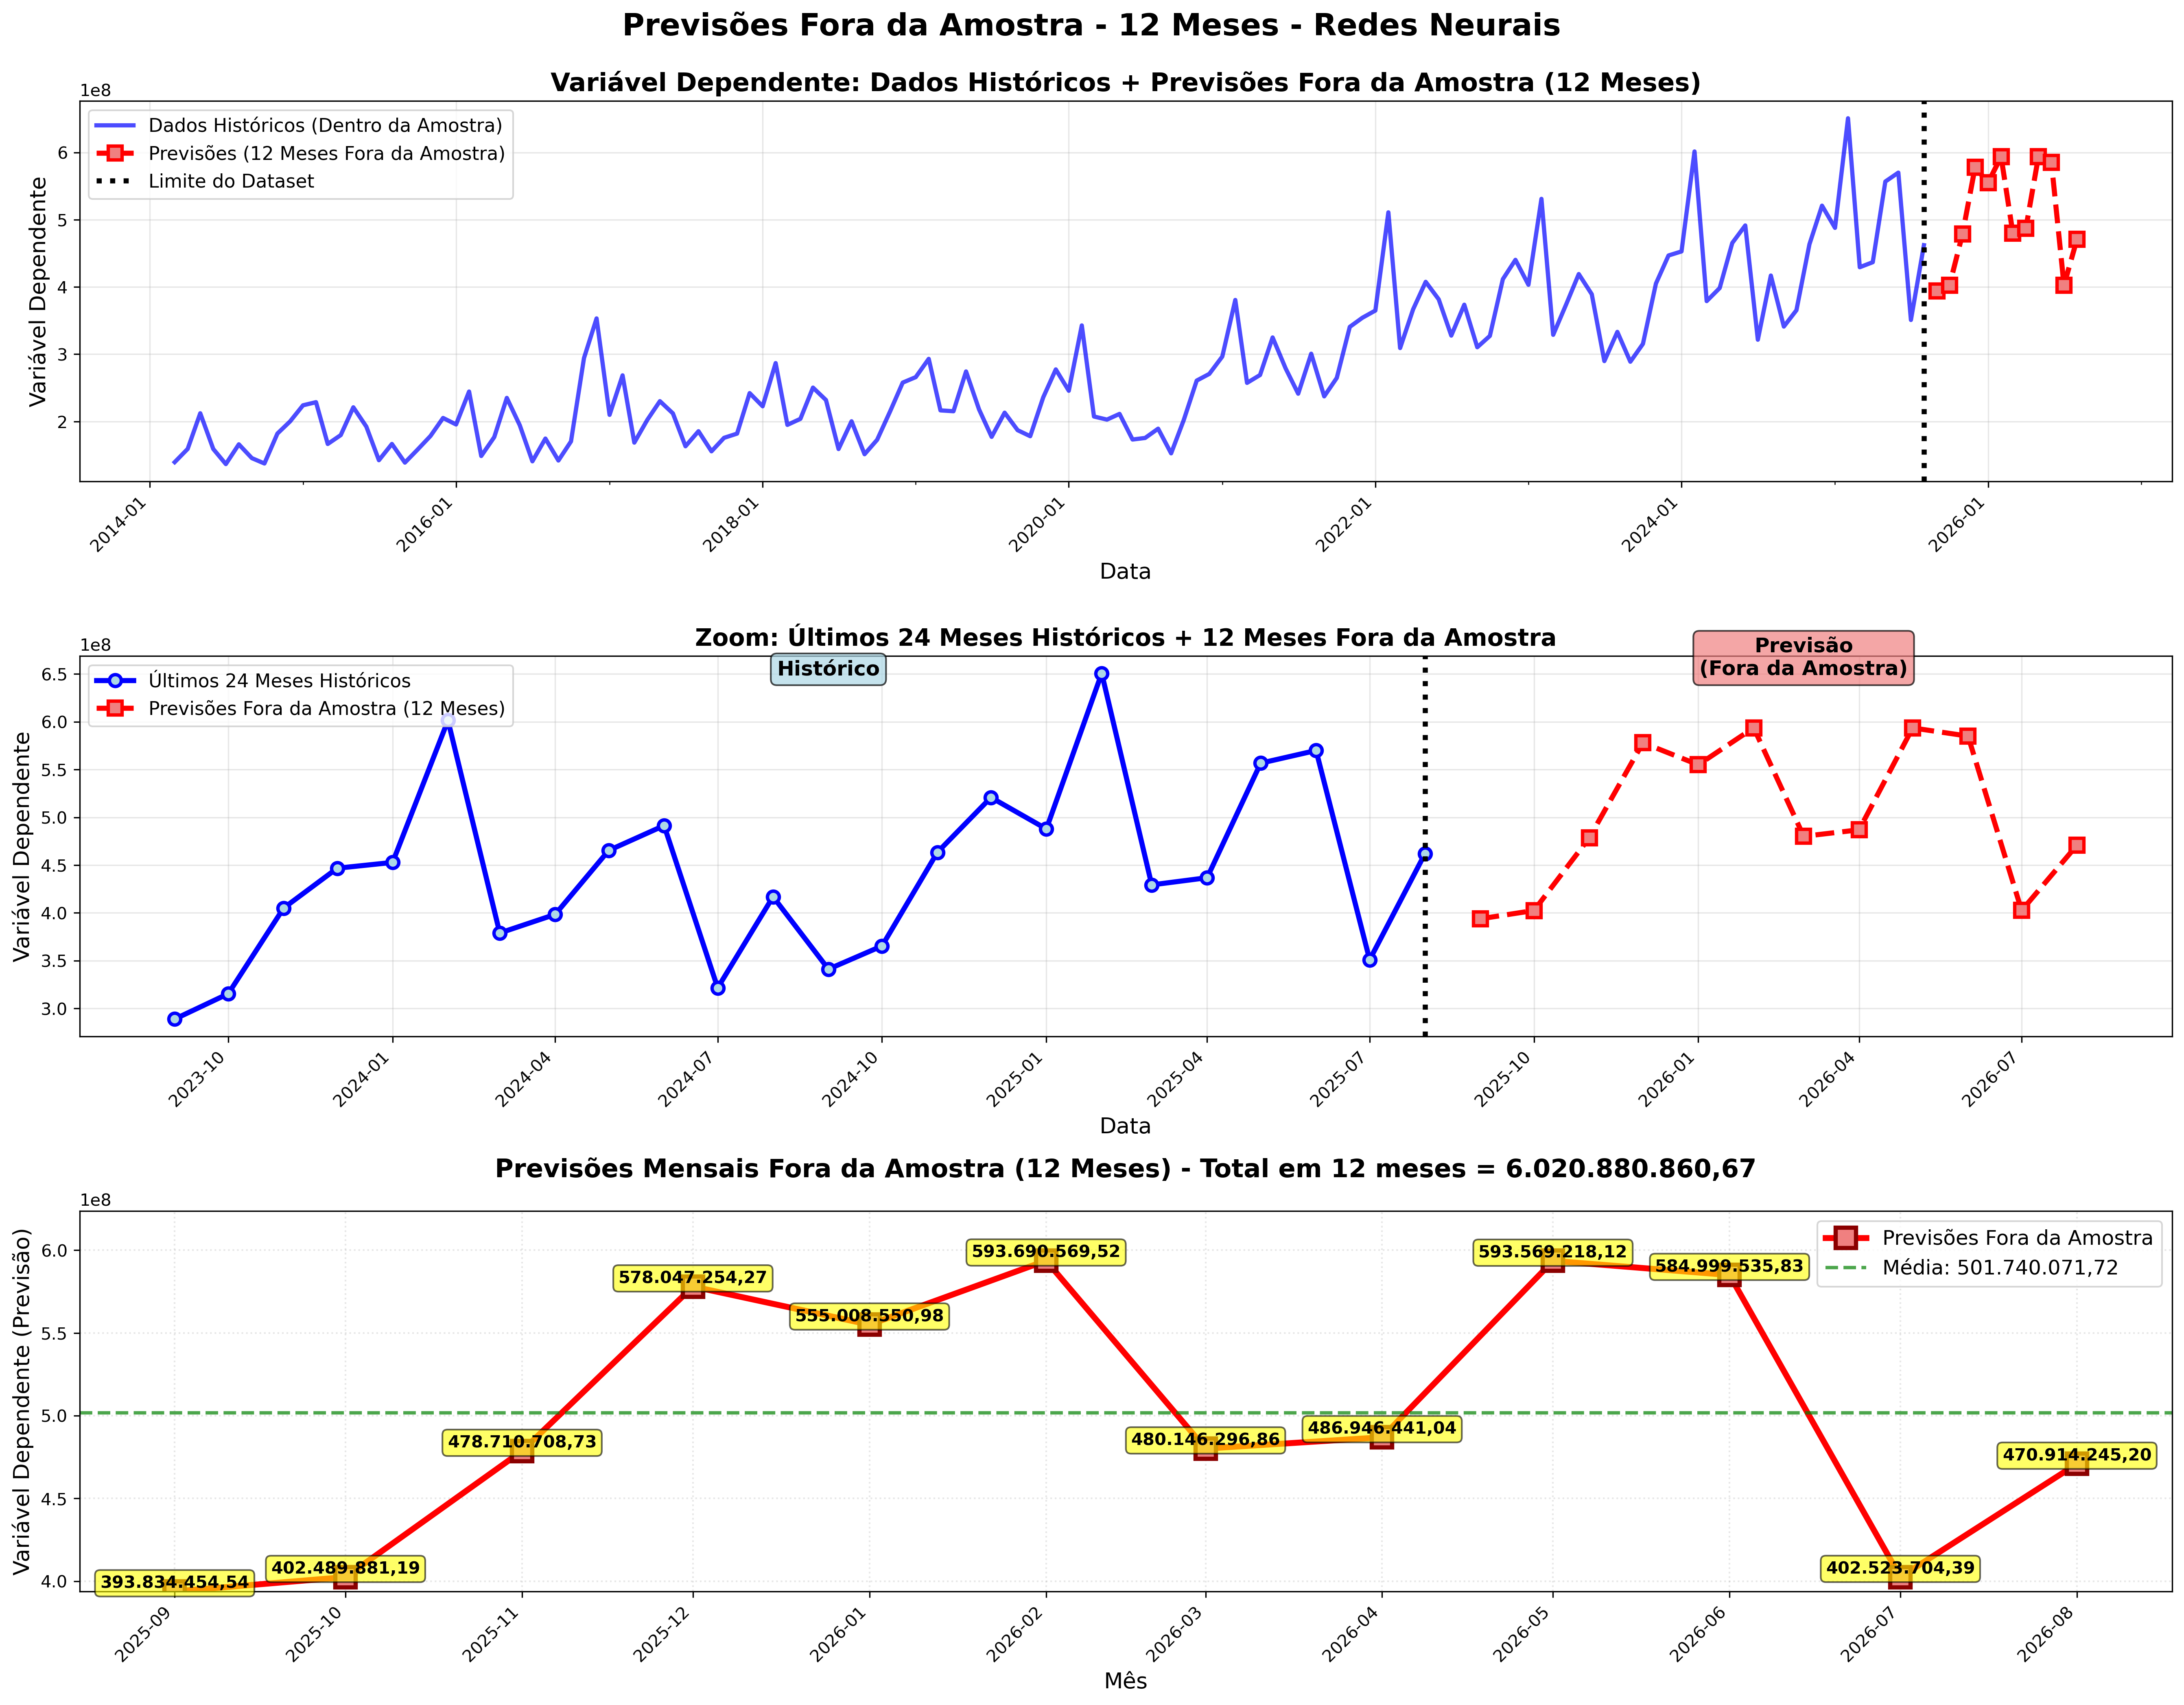 Previsões Fora da Amostra - 12 Meses - Redes Neurais
Variável Dependente: Dados Históricos + Previsões Fora da Amostra (12 Meses)
1e8
Dados Históricos (Dentro da Amostra)
Previsões (12 Meses Fora da Amostra)
Limite do Dataset
Variável Dependente
6
5
4
3
2
2014-01
2016-01
2018-01
2020-01
2022-01
2024-01
2026-01
Data
Zoom: Últimos 24 Meses Históricos + 12 Meses Fora da Amostra
1e8
Últimos 24 Meses Históricos
Previsões Fora da Amostra (12 Meses)
Histórico
Previsão
(Fora da Amostra)
Variável Dependente
6.5
6.0
5.5
5.0
4.5
4.0
3.5
3.0
2023-10
2024-01
2024-04
2024-07
2024-10
2025-01
2025-04
2025-07
2025-10
2026-01
2026-04
2026-07
Data
Previsões Mensais Fora da Amostra (12 Meses) - Total em 12 meses = 6.020.880.860,67
1e8
Previsões Fora da Amostra
Média: 501.740.071,72
Variável Dependente (Previsão)
6.0
5.5
5.0
4.5
4.0
393.834.454,54
402.489.881,19
478.710.708,73
578.047.254,27
555.008.550,98
593.690.569,52
480.146.296,86
486.946.441,04
593.569.218,12
584.999.535,83
402.523.704,39
470.914.245,20
2025-09
2025-10
2025-11
2025-12
2026-01
2026-02
2026-03
2026-04
2026-05
2026-06
2026-07
2026-08
Mês